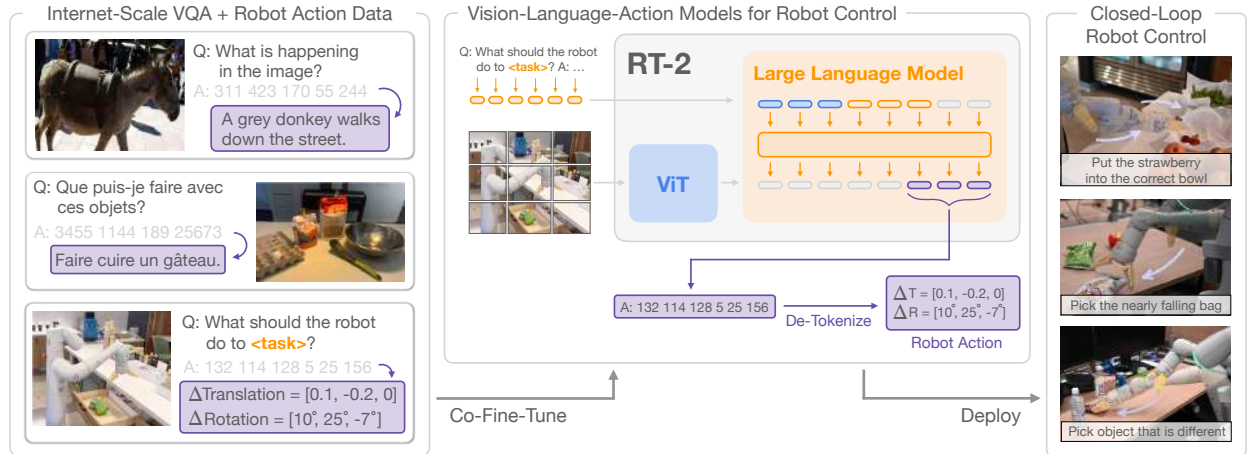 Internet-Scale VQA + Robot Action Data
Q: What is happening
in the image?
A: 311 423 170 55 244
A grey donkey walks
down the street.
Q: Que puis-je faire avec
ces objets?
A: 3455 1144 189 25673
Faire cuire un gâteau.
Q: What should the robot
do to <task>?
A: 132 114 128 5 25 156
ΔTranslation = [0.1, -0.2, 0]
ΔRotation = [10°, 25°, -7°]
Co-Fine-Tune
Vision-Language-Action Models for Robot Control
Q: What should the robot
do to <task>? A: ...
RT-2
Large Language Model
ViT
A: 132 114 128 5 25 156
De-Tokenize
ΔT = [0.1, -0.2, 0]
ΔR = [10°, 25°, -7°]
Robot Action
Deploy
Closed-Loop
Robot Control
Put the strawberry
into the correct bowl
Pick the nearly falling bag
Pick object that is different